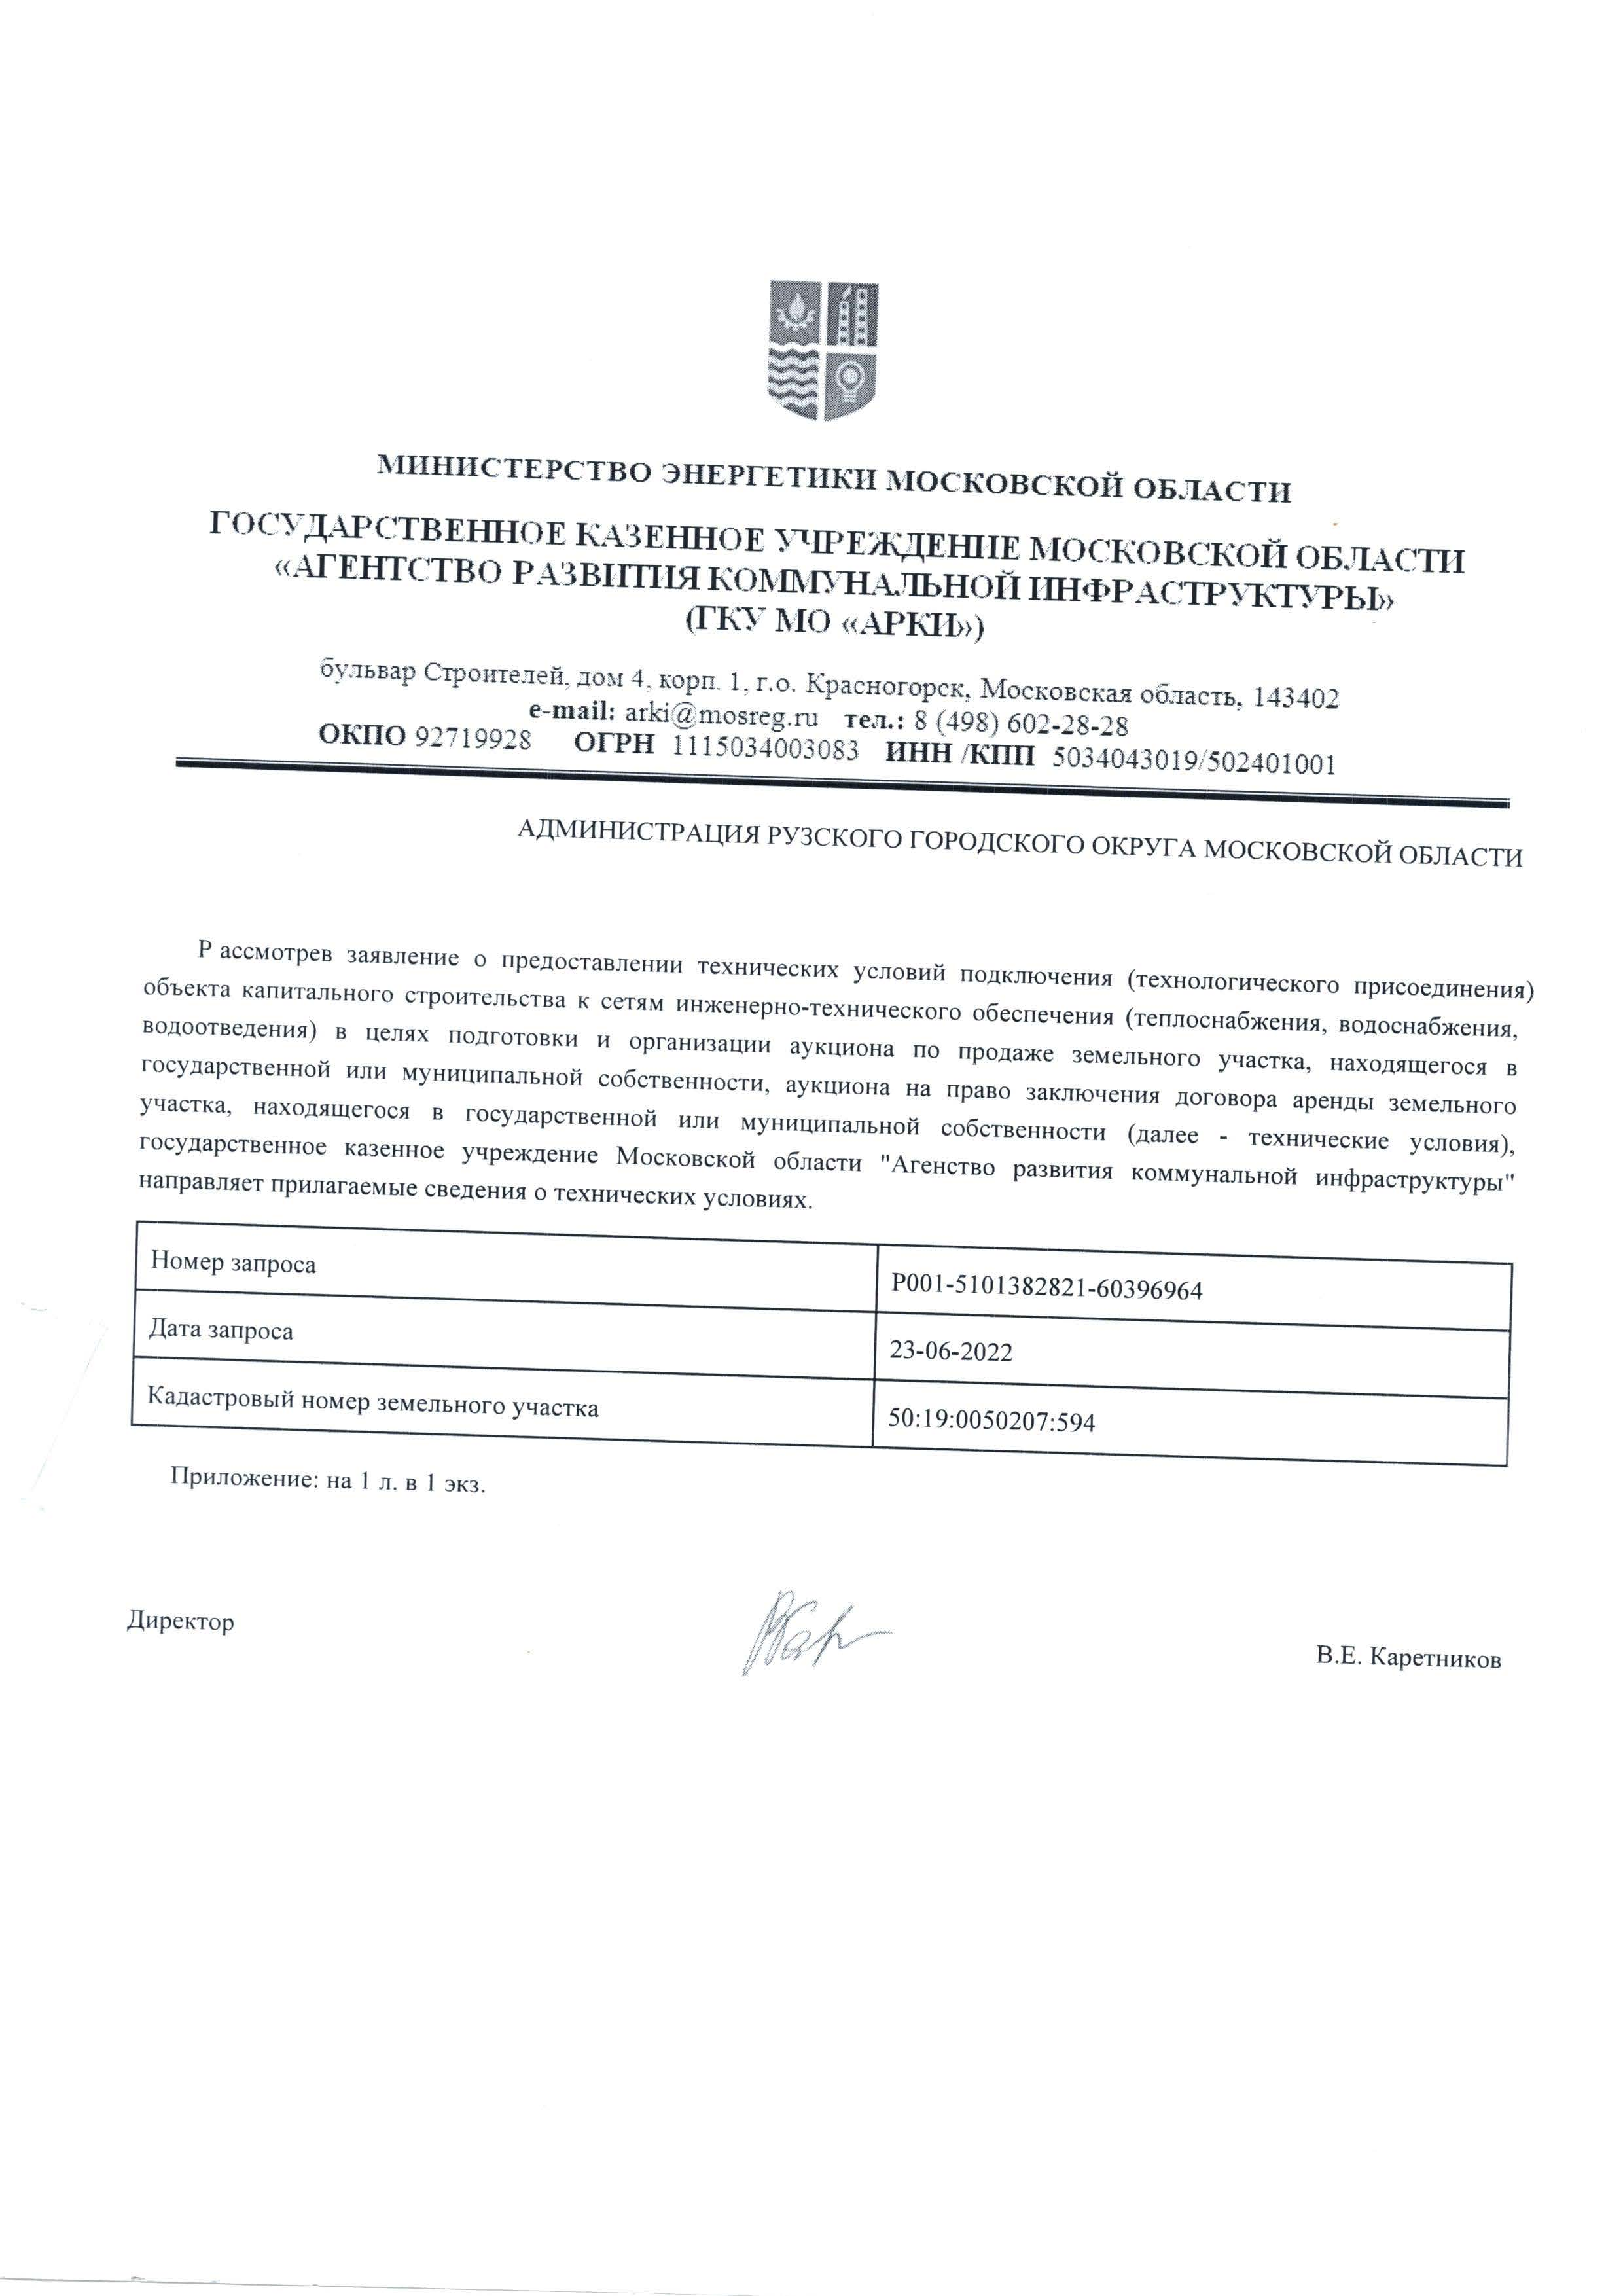 МИНИСТЕРСТВО ЭНЕРГЕТИКИ МОСКОВСКОЙ ОБЛАСТИ
ГОСУДАРСТВЕННОЕ КАЗЕННОЕ УЧРЕЖДЕНИЕ МОСКОВСКОЙ ОБЛАСТИ
«АГЕНТСТВО РАЗВИТИЯ КОММУНАЛЬНОЙ ИНФРАСТРУКТУРЫ»
(ГКУ МО «АРКИ»)
бульвар Строителей, дом 4, корп. 1, г.о. Красногорск, Московская область, 143402
e-mail: arki@mosreg.ru тел.: 8 (498) 602-28-28
ОКПО 92719928 ОГРН 1115034003083 ИНН /КПП 5034043019/502401001
АДМИНИСТРАЦИЯ РУЗСКОГО ГОРОДСКОГО ОКРУГА МОСКОВСКОЙ ОБЛАСТИ
Р ассмотрев заявление о предоставлении технических условий подключения (технологического присоединения)
объекта капитального строительства к сетям инженерно-технического обеспечения (теплоснабжения, водоснабжения,
водоотведения) в целях подготовки и организации аукциона по продаже земельного участка, находящегося в
государственной или муниципальной собственности, аукциона на право заключения договора аренды земельного
участка, находящегося в государственной или муниципальной собственности (далее - технические условия),
государственное казенное учреждение Московской области "Агенство развития коммунальной инфраструктуры"
направляет прилагаемые сведения о технических условиях.
Номер запроса P001-5101382821-60396964
Дата запроса 23-06-2022
Кадастровый номер земельного участка 50:19:0050207:594
Приложение: на 1 л. в 1 экз.
Директор
В.Е. Каретников